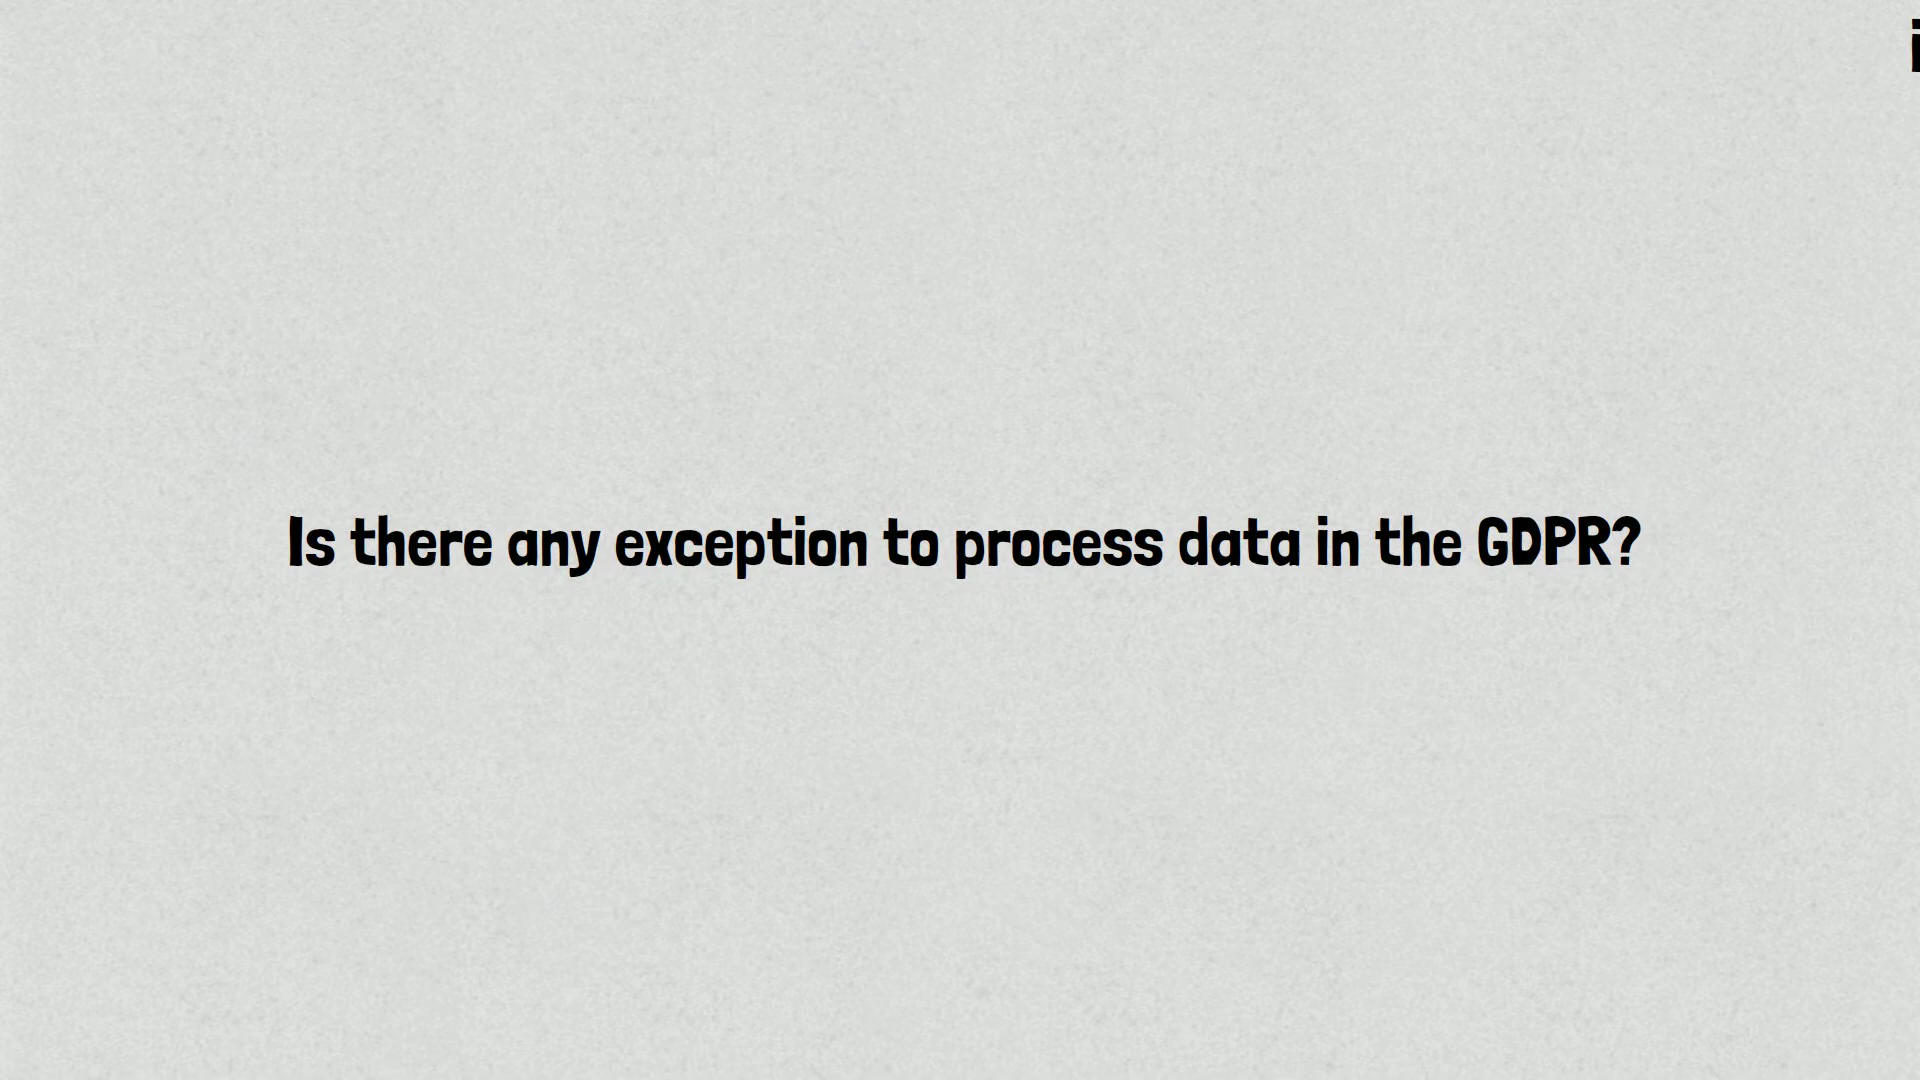 Is there any exception to process data in the GDPR?